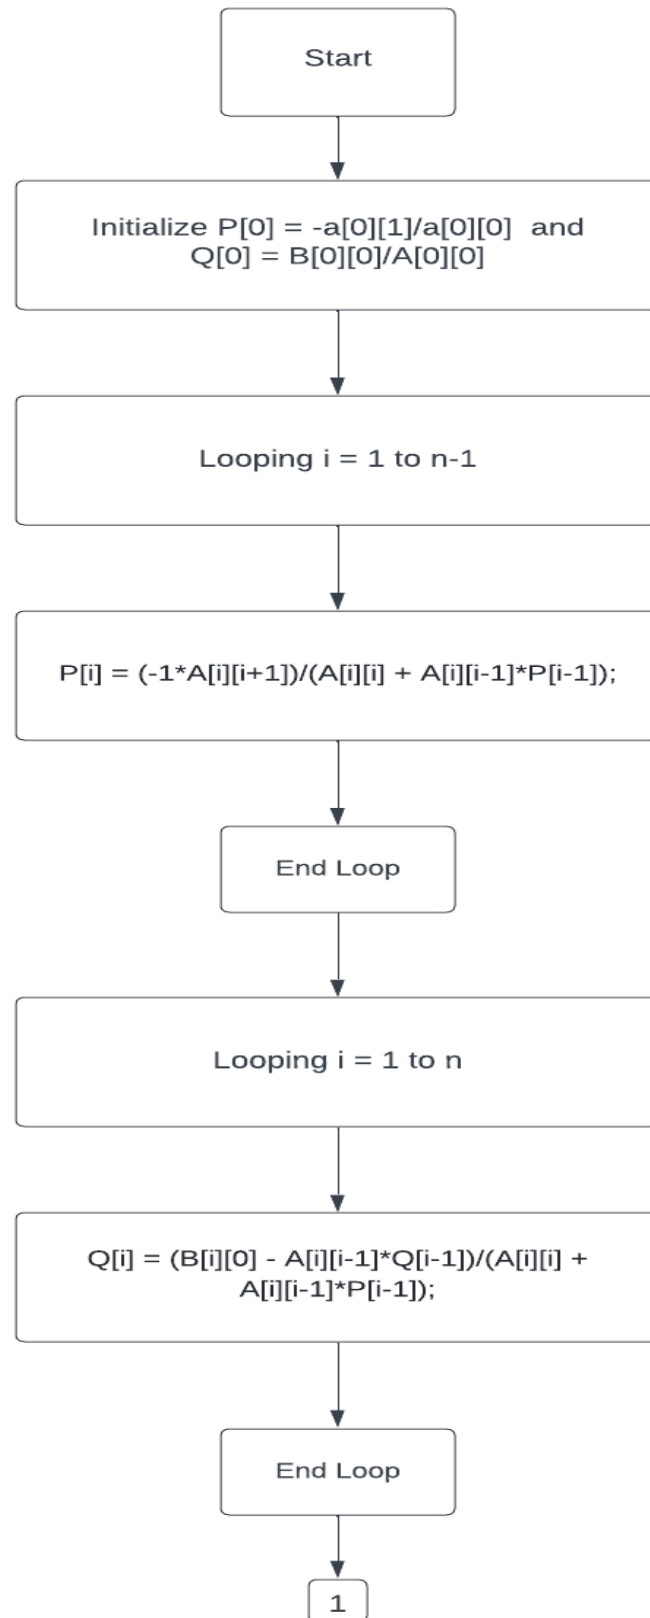 Start
Initialize P[0] = -a[0][1]/a[0][0]  and
Q[0] = B[0][0]/A[0][0]
Looping i = 1 to n-1
P[i] = (-1*A[i][i+1])/(A[i][i] + A[i][i-1]*P[i-1]);
End Loop
Looping i = 1 to n
Q[i] = (B[i][0] - A[i][i-1]*Q[i-1])/(A[i][i] +
A[i][i-1]*P[i-1]);
End Loop
1